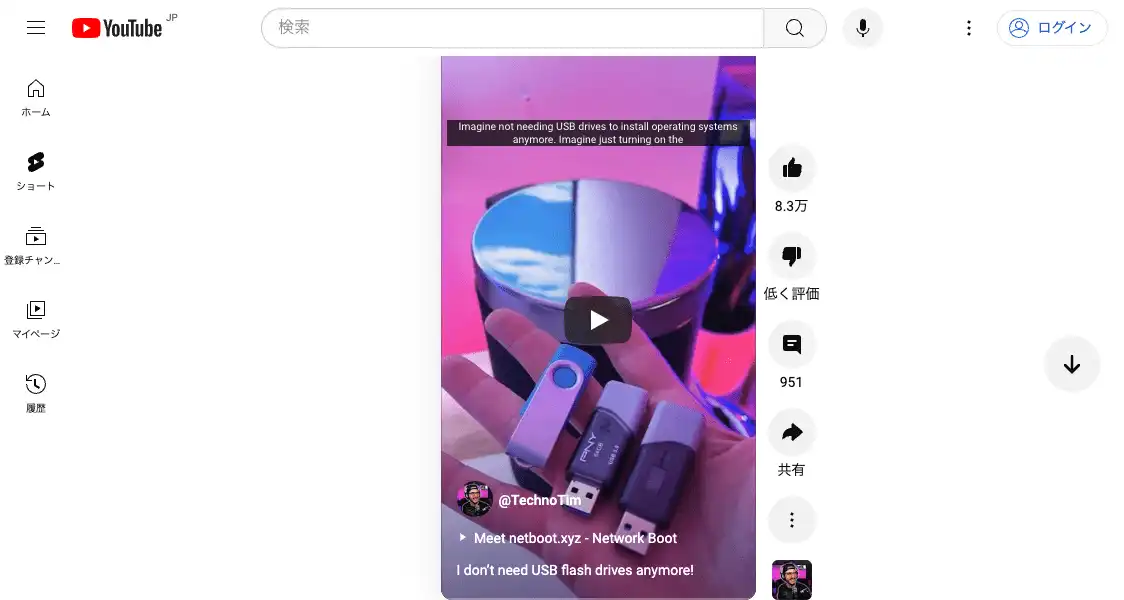 YouTube JP
検索
ログイン
ホーム
ショート
登録チャン...
マイページ
履歴
Imagine not needing USB drives to install operating systems
anymore. Imagine just turning on the
PNY
64GB
@TechnoTim
Meet netboot.xyz - Network Boot
I don't need USB flash drives anymore!
8.3万
低く評価
951
共有